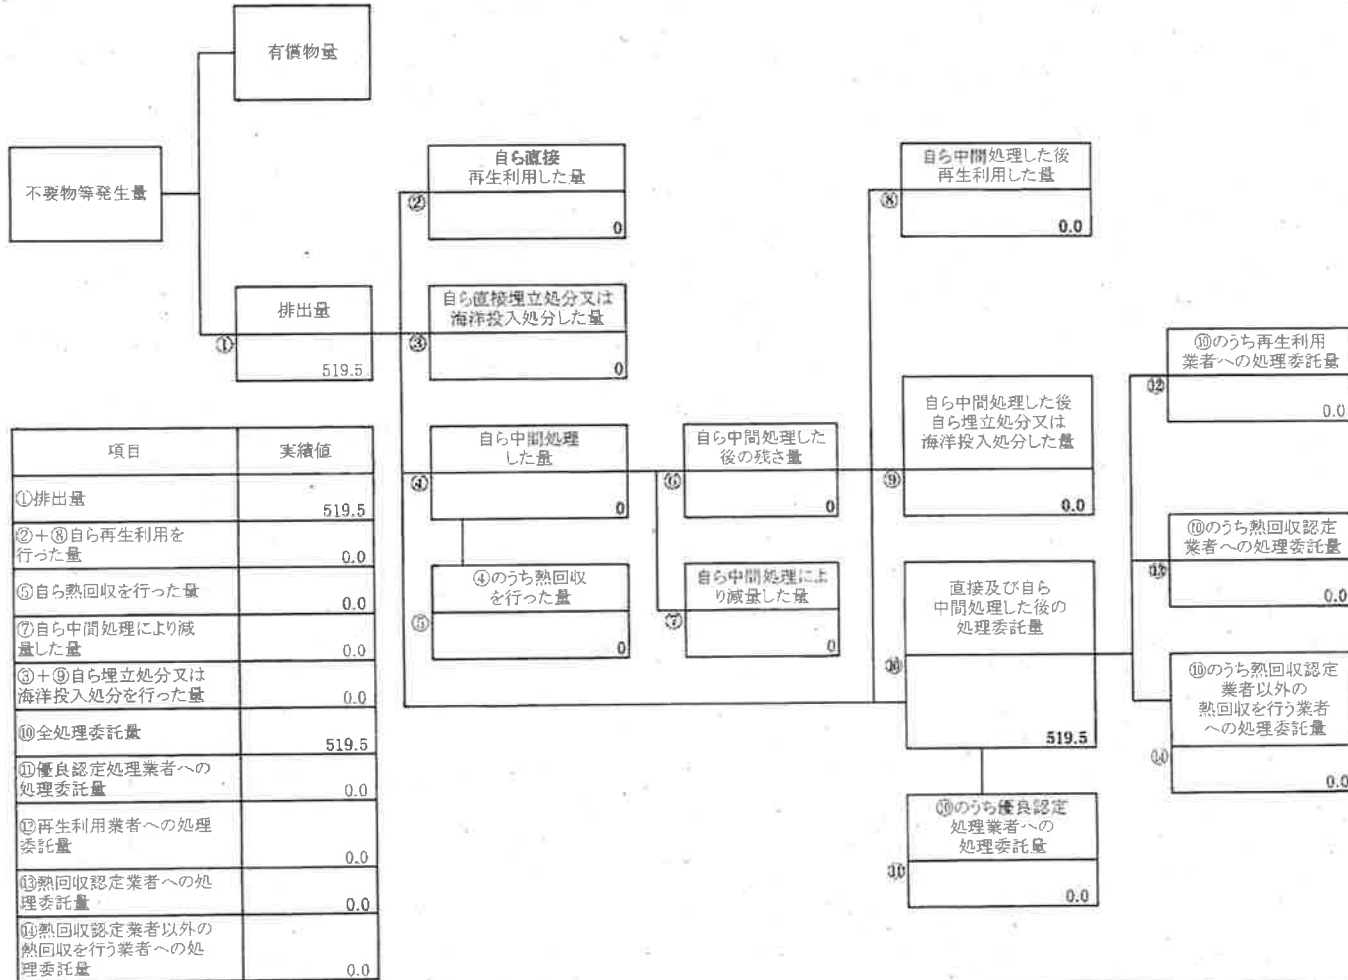 有償物量
不要物等発生量
排出量
①
519.5
自ら直接
再生利用した量
②
0
自ら直接埋立処分又は
海洋投入処分した量
③
0
自ら中間処理
した量
④
0
④のうち熱回収
を行った量
⑤
0
自ら中間処理した
後の残さ量
⑥
0
自ら中間処理によ
り減量した量
⑦
0
自ら中間処理した後
再生利用した量
⑧
0.0
自ら中間処理した後
自ら埋立処分又は
海洋投入処分した量
⑨
0.0
直接及び自ら
中間処理した後の
処理委託量
⑩
519.5
⑩のうち優良認定
処理業者への
処理委託量
⑪
0.0
⑩のうち再生利用
業者への処理委託量
⑫
0.0
⑩のうち熱回収認定
業者への処理委託量
⑬
0.0
⑩のうち熱回収認定
業者以外の
熱回収を行う業者
への処理委託量
⑭
0.0
項目 実績値
①排出量 519.5
②+⑧自ら再生利用を
行った量 0.0
⑤自ら熱回収を行った量 0.0
⑦自ら中間処理により減
量した量 0.0
③+⑨自ら埋立処分又は
海洋投入処分を行った量 0.0
⑩全処理委託量 519.5
⑪優良認定処理業者への
処理委託量 0.0
⑫再生利用業者への処理
委託量 0.0
⑬熱回収認定業者への処
理委託量 0.0
⑭熱回収認定業者以外の
熱回収を行う業者への処
理委託量 0.0